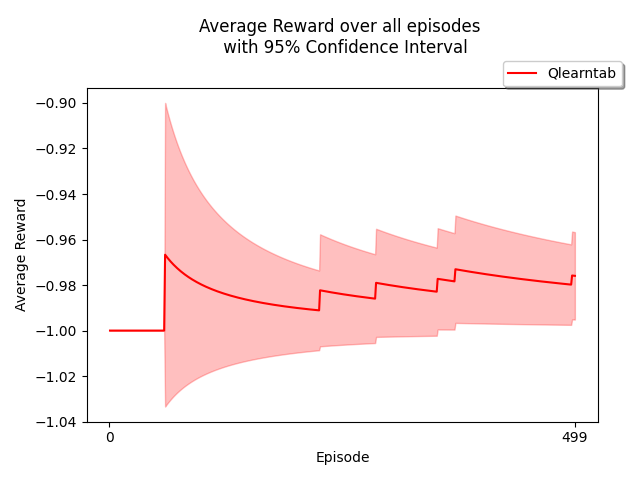 Average Reward over all episodes
with 95% Confidence Interval
Qlearntab
−0.90
−0.92
−0.94
−0.96
−0.98
−1.00
−1.02
−1.04
Average Reward
0
499
Episode